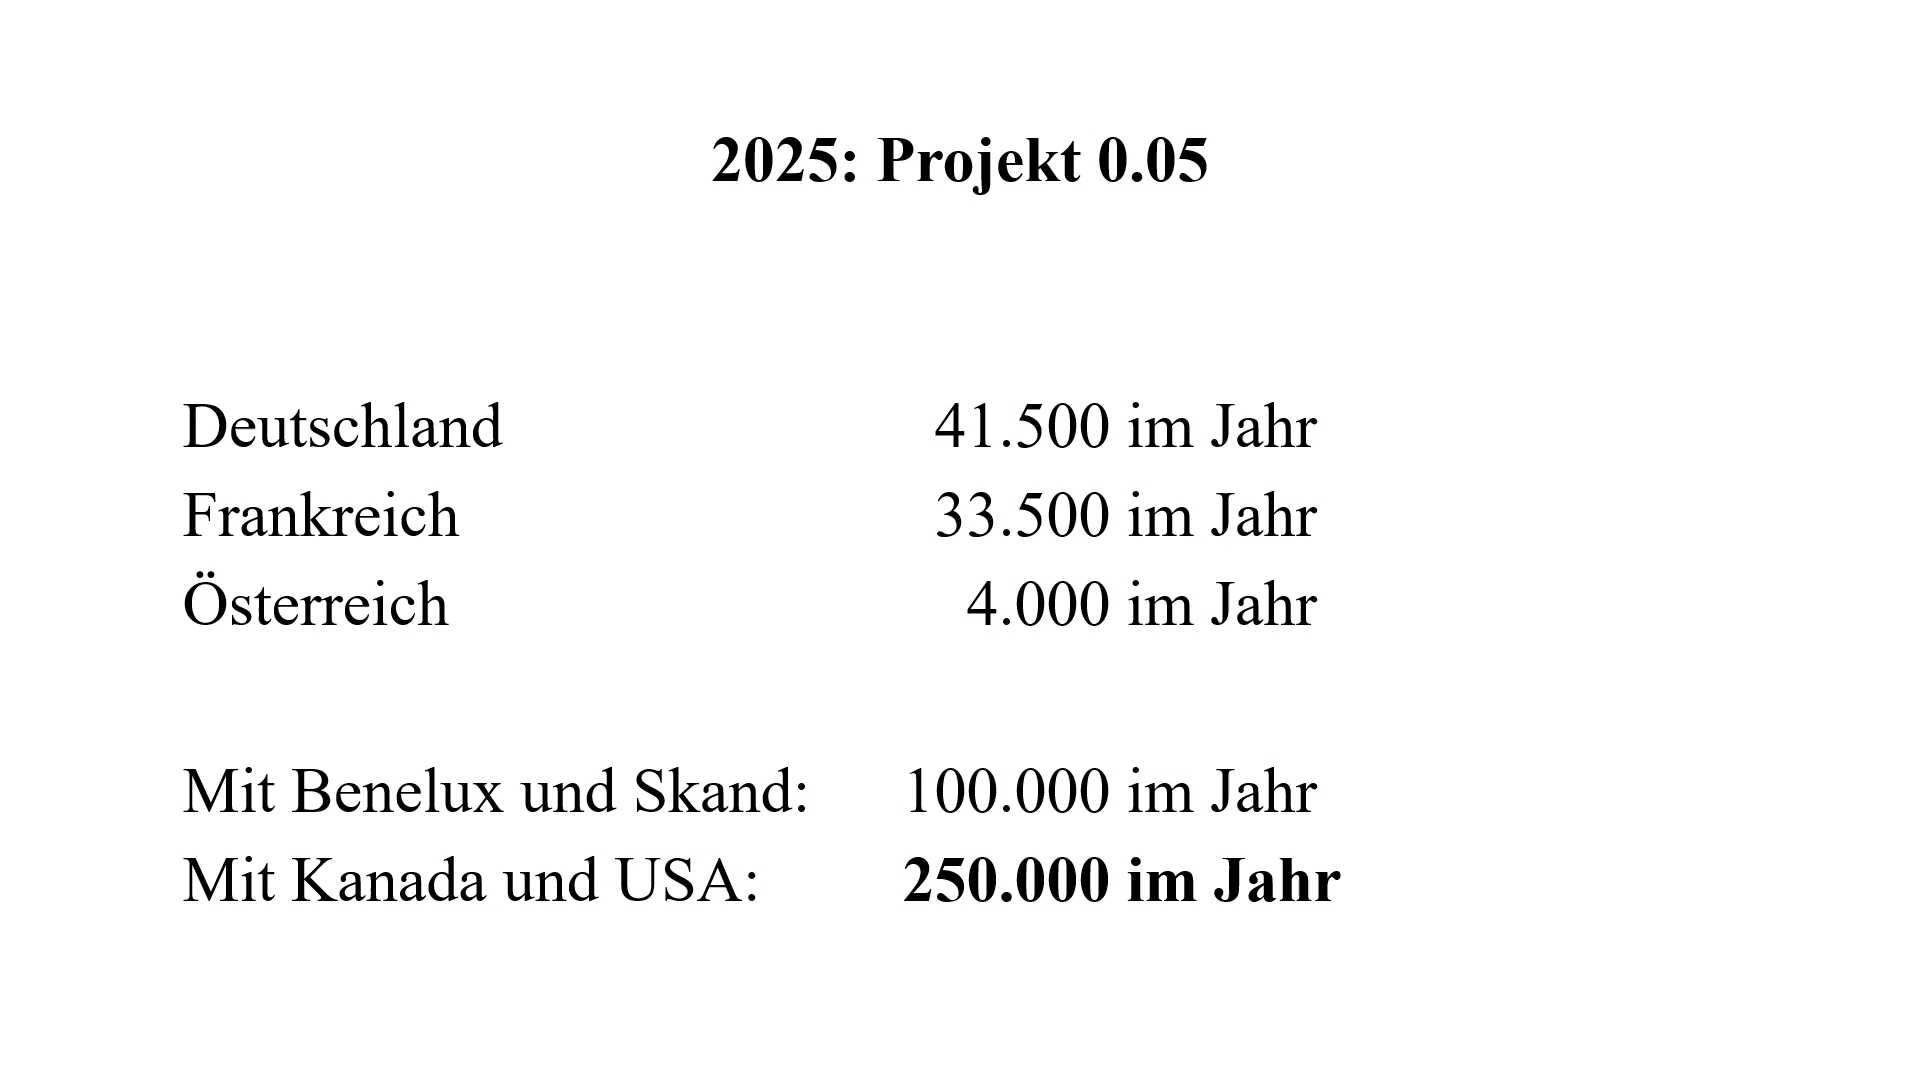 2025: Projekt 0.05
Deutschland 41.500 im Jahr
Frankreich 33.500 im Jahr
Österreich 4.000 im Jahr
Mit Benelux und Skand: 100.000 im Jahr
Mit Kanada und USA: 250.000 im Jahr